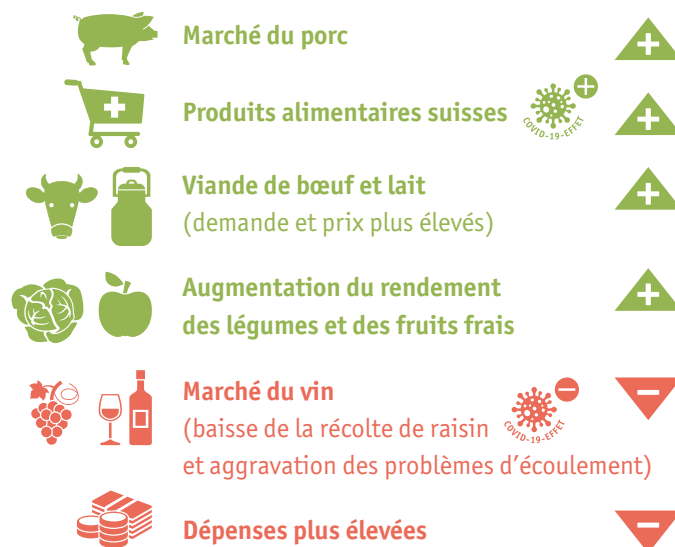 Marché du porc
+
Produits alimentaires suisses
+
COVID-19-EFFET
+
+
Viande de bœuf et lait
(demande et prix plus élevés)
+
Augmentation du rendement
des légumes et des fruits frais
+
Marché du vin
(baisse de la récolte de raisin
et aggravation des problèmes d’écoulement)
COVID-19-EFFET
−
−
Dépenses plus élevées
−